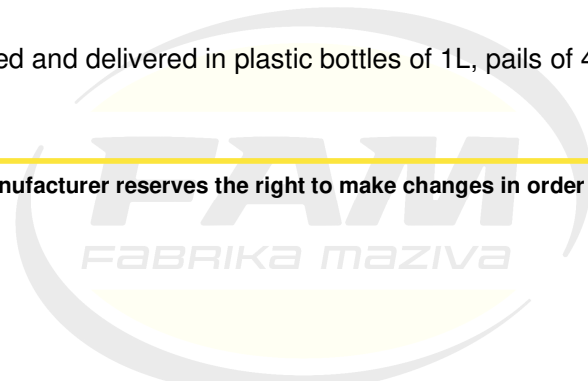 ed and delivered in plastic bottles of 1L, pails of 4
nufacturer reserves the right to make changes in order
FAM
FaBRIKa maZIVa